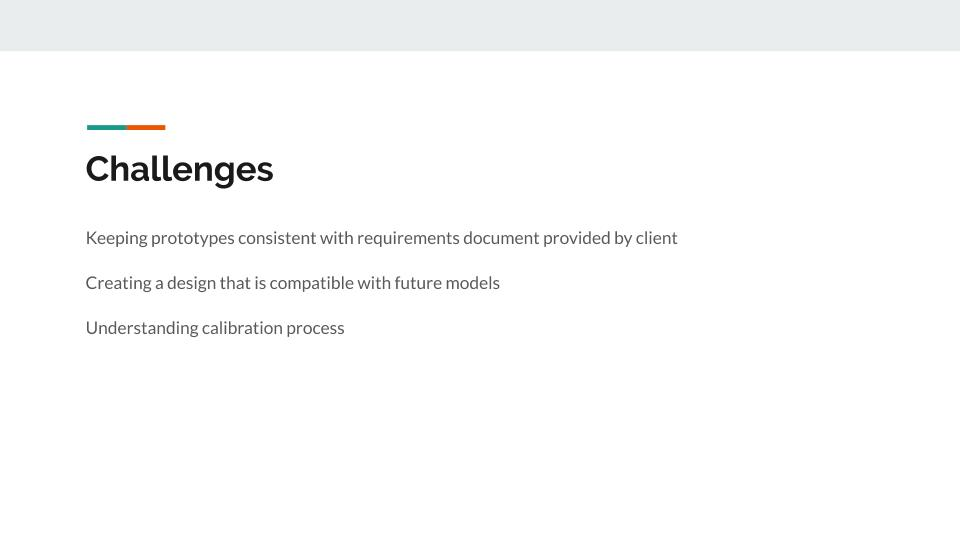 Challenges
Keeping prototypes consistent with requirements document provided by client
Creating a design that is compatible with future models
Understanding calibration process